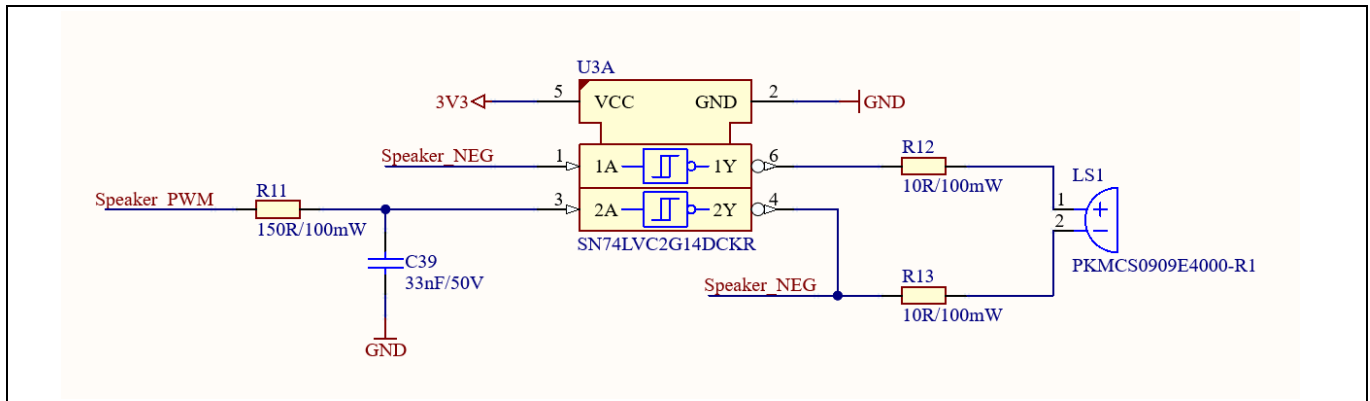 U3A
3V3
5
VCC
GND
2
GND
Speaker_NEG
1
1A
1Y
6
R12
10R/100mW
LS1
1
2
PKMCS0909E4000-R1
Speaker_PWM
R11
150R/100mW
3
2A
2Y
4
SN74LVC2G14DCKR
C39
33nF/50V
GND
Speaker_NEG
R13
10R/100mW